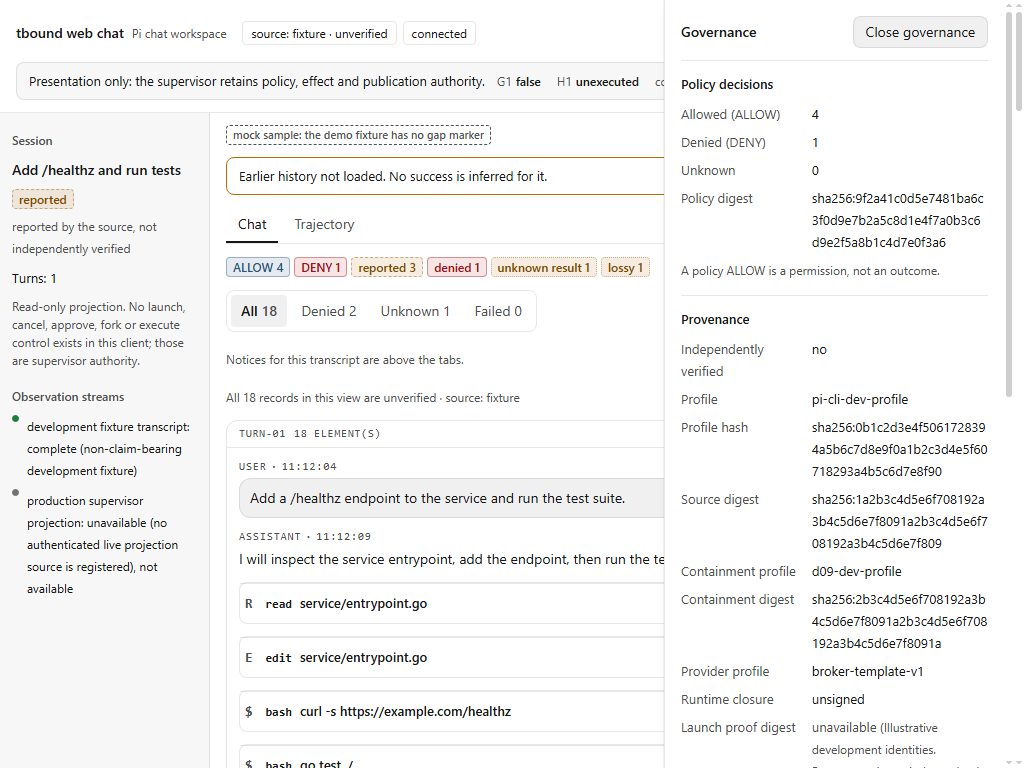 tbound web chat Pi chat workspace source: fixture · unverified connected
Presentation only: the supervisor retains policy, effect and publication authority. G1 false H1 unexecuted
Session
Add /healthz and run tests
reported
reported by the source, not
independently verified
Turns: 1
Read-only projection. No launch,
cancel, approve, fork or execute
control exists in this client; those
are supervisor authority.
Observation streams
development fixture transcript:
complete (non-claim-bearing
development fixture)
production supervisor
projection: unavailable (no
authenticated live projection
source is registered), not
available
mock sample: the demo fixture has no gap marker
Earlier history not loaded. No success is inferred for it.
Chat Trajectory
ALLOW 4 DENY 1 reported 3 denied 1 unknown result 1 lossy 1
All 18 Denied 2 Unknown 1 Failed 0
Notices for this transcript are above the tabs.
All 18 records in this view are unverified · source: fixture
TURN-01 18 ELEMENT(S)
USER · 11:12:04
Add a /healthz endpoint to the service and run the test suite.
ASSISTANT · 11:12:09
I will inspect the service entrypoint, add the endpoint, then run the te
R read service/entrypoint.go
E edit service/entrypoint.go
$ bash curl -s https://example.com/healthz
$ bash go test ./
Governance Close governance
Policy decisions
Allowed (ALLOW) 4
Denied (DENY) 1
Unknown 0
Policy digest sha256:9f2a41c0d5e7481ba6c
3f0d9e7b2a5c8d1e4f7a0b3c6
d9e2f5a8b1c4d7e0f3a6
A policy ALLOW is a permission, not an outcome.
Provenance
Independently no
verified
Profile pi-cli-dev-profile
Profile hash sha256:0b1c2d3e4f506172839
4a5b6c7d8e9f0a1b2c3d4e5f60
718293a4b5c6d7e8f90
Source digest sha256:1a2b3c4d5e6f708192a
3b4c5d6e7f8091a2b3c4d5e6f7
08192a3b4c5d6e7f809
Containment profile d09-dev-profile
Containment digest sha256:2b3c4d5e6f708192a3b
4c5d6e7f8091a2b3c4d5e6f708
192a3b4c5d6e7f8091a
Provider profile broker-template-v1
Runtime closure unsigned
Launch proof digest unavailable (Illustrative
development identities.